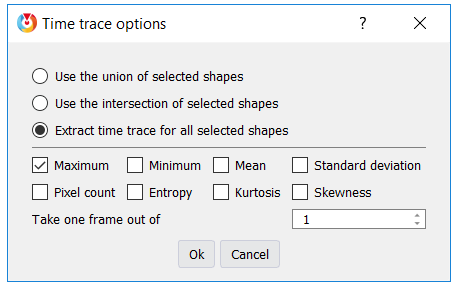 Time trace options ?
Use the union of selected shapes
Use the intersection of selected shapes
Extract time trace for all selected shapes
Maximum Minimum Mean Standard deviation
Pixel count Entropy Kurtosis Skewness
Take one frame out of 1
Ok Cancel